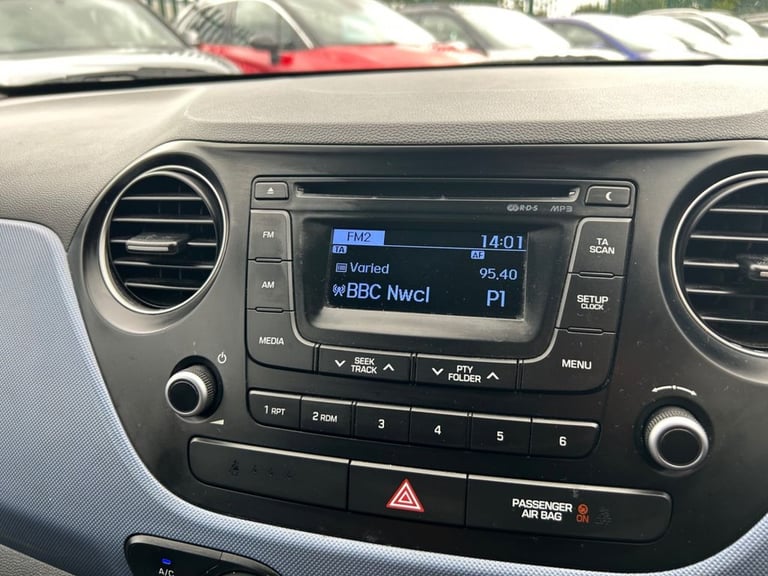 RDS MP3
FM
FM2
14:01
TA
AF
TA
SCAN
AM
Varied
95.40
BBC Nwcl
P1
SETUP
CLOCK
MEDIA
SEEK
TRACK
PTY
FOLDER
MENU
1 RPT
2 RDM
3
4
5
6
PASSENGER
AIR BAG
ON
A/C